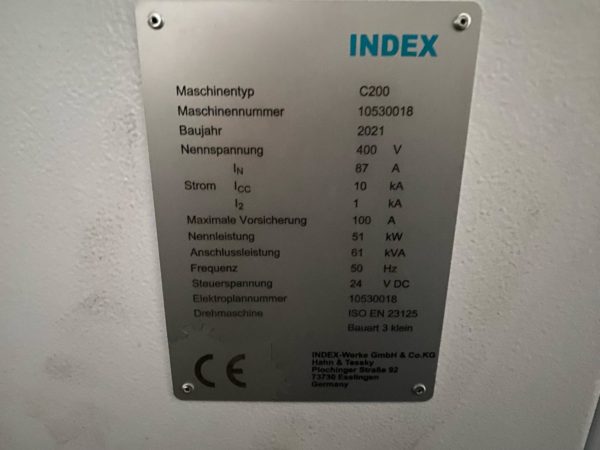 INDEX
Maschinentyp C200
Maschinennummer 10530018
Baujahr 2021
Nennspannung 400 V
IN 87 A
Strom ICC 10 kA
I2 1 kA
Maximale Vorsicherung 100 A
Nennleistung 51 kW
Anschlussleistung 61 kVA
Frequenz 50 Hz
Steuerspannung 24 V DC
Elektroplannummer 10530018
Drehmaschine ISO EN 23125
Bauart 3 klein
CE
INDEX-Werke GmbH & Co.KG
Hahn & Tessky
Plochinger Straße 92
73730 Esslingen
Germany